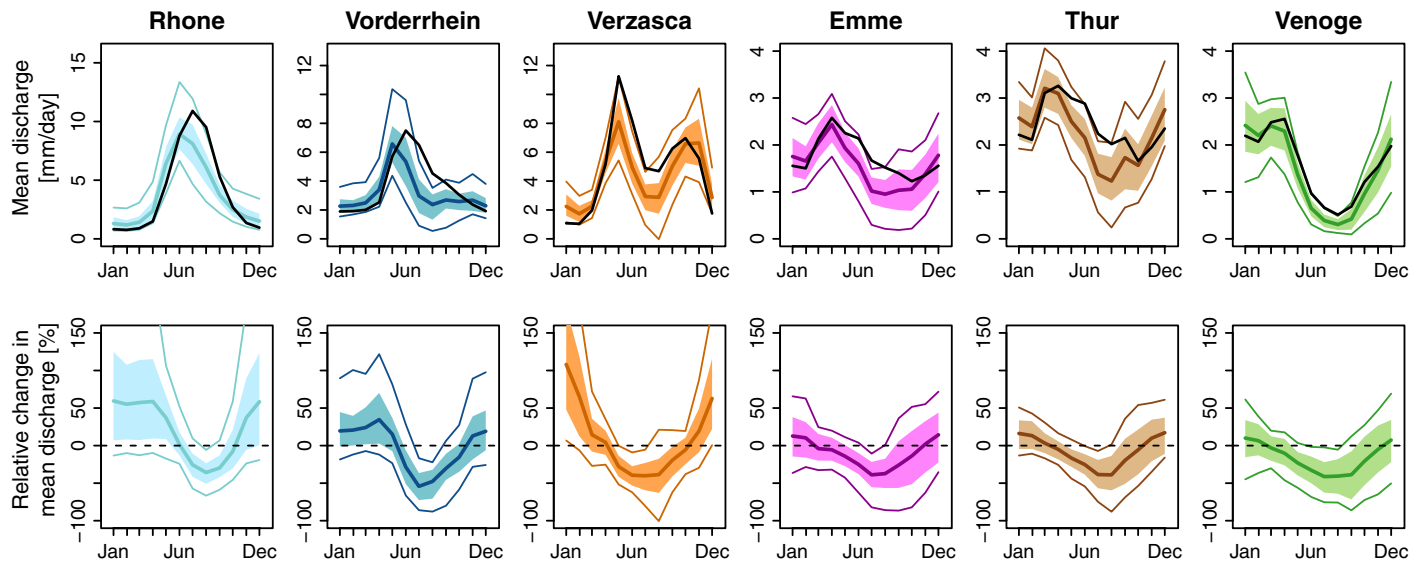 Rhone Vorderrhein Verzasca Emme Thur Venoge
Mean discharge
[mm/day]
0 5 10 15
0 2 4 6 8 12
0 2 4 6 8 12
0 1 2 3 4
0 1 2 3 4
0 1 2 3 4
Jan Jun Dec Jan Jun Dec Jan Jun Dec Jan Jun Dec Jan Jun Dec Jan Jun Dec
Relative change in
mean discharge [%]
−100 0 50 150
−100 0 50 150
−100 0 50 150
−100 0 50 150
−100 0 50 150
−100 0 50 150
Jan Jun Dec Jan Jun Dec Jan Jun Dec Jan Jun Dec Jan Jun Dec Jan Jun Dec